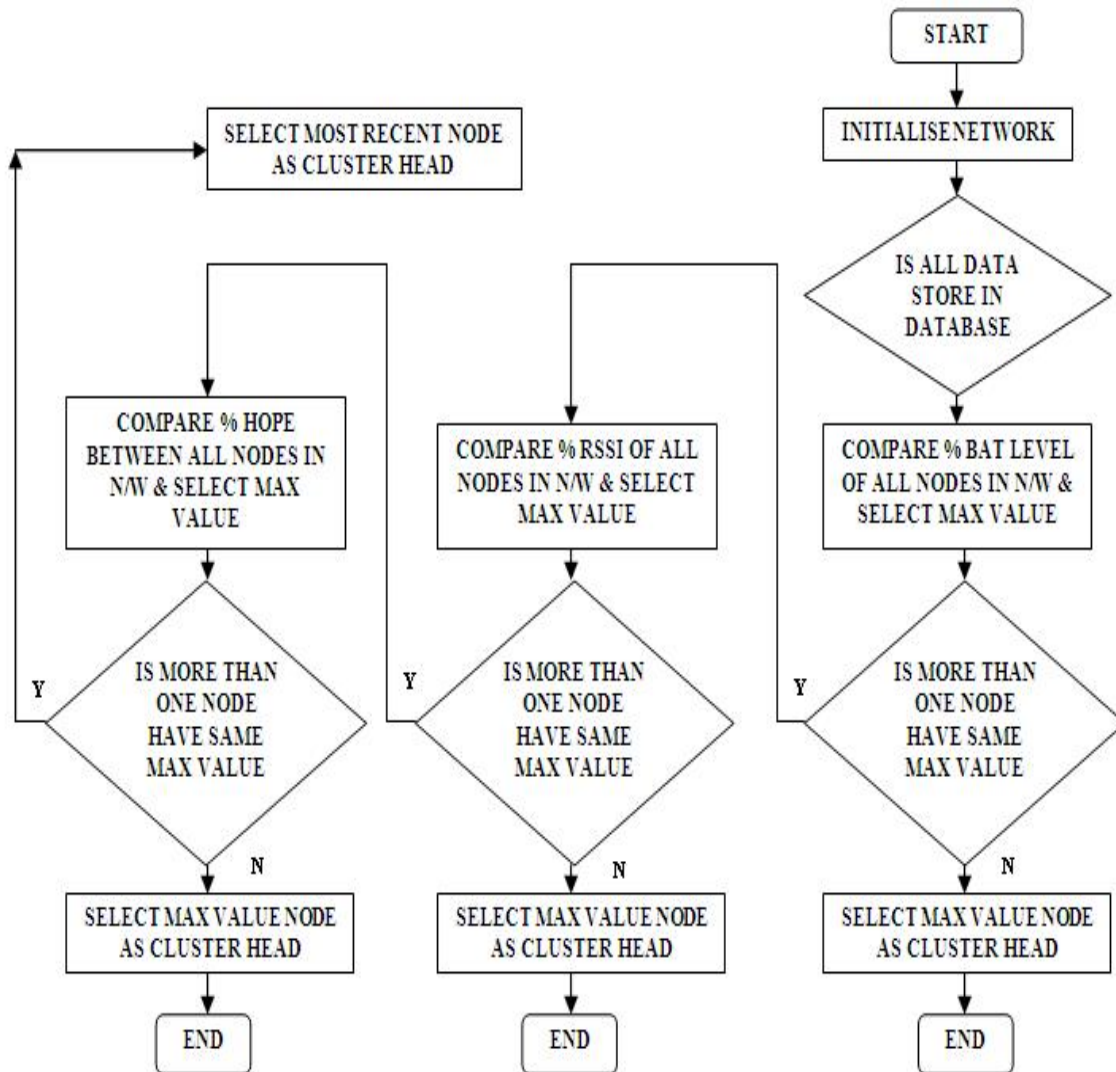 START
INITIALISE NETWORK
IS ALL DATA
STORE IN
DATABASE
COMPARE % BAT LEVEL
OF ALL NODES IN N/W &
SELECT MAX VALUE
IS MORE THAN
ONE NODE
HAVE SAME
MAX VALUE
Y
N
SELECT MAX VALUE NODE
AS CLUSTER HEAD
END
COMPARE % RSSI OF ALL
NODES IN N/W & SELECT
MAX VALUE
IS MORE THAN
ONE NODE
HAVE SAME
MAX VALUE
Y
N
SELECT MAX VALUE NODE
AS CLUSTER HEAD
END
COMPARE % HOPE
BETWEEN ALL NODES IN
N/W & SELECT MAX
VALUE
IS MORE THAN
ONE NODE
HAVE SAME
MAX VALUE
Y
N
SELECT MAX VALUE NODE
AS CLUSTER HEAD
END
SELECT MOST RECENT NODE
AS CLUSTER HEAD